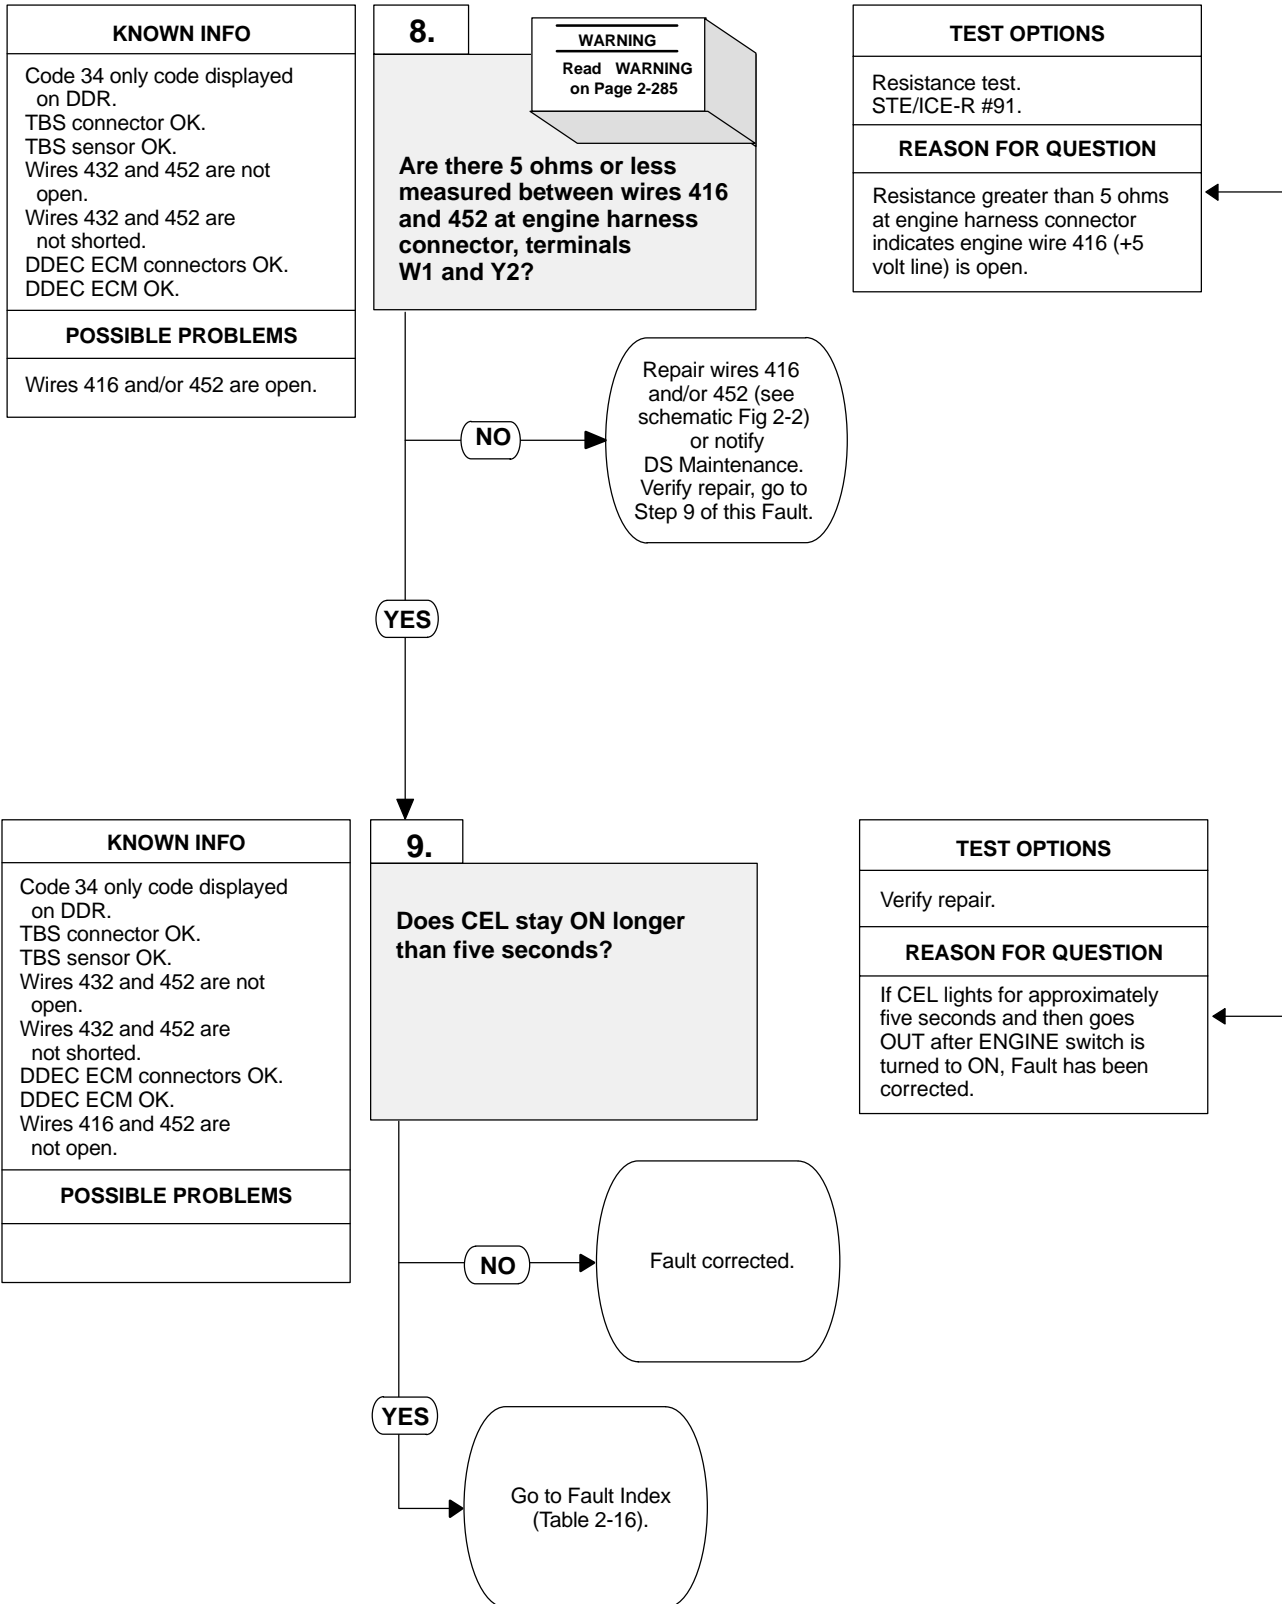 KNOWN INFO
Code 34 only code displayed
on DDR.
TBS connector OK.
TBS sensor OK.
Wires 432 and 452 are not
open.
Wires 432 and 452 are
not shorted.
DDEC ECM connectors OK.
DDEC ECM OK.
POSSIBLE PROBLEMS
Wires 416 and/or 452 are open.
8.
WARNING
Read WARNING
on Page 2-285
Are there 5 ohms or less
measured between wires 416
and 452 at engine harness
connector, terminals
W1 and Y2?
TEST OPTIONS
Resistance test.
STE/ICE-R #91.
REASON FOR QUESTION
Resistance greater than 5 ohms
at engine harness connector
indicates engine wire 416 (+5
volt line) is open.
NO
Repair wires 416
and/or 452 (see
schematic Fig 2-2)
or notify
DS Maintenance.
Verify repair, go to
Step 9 of this Fault.
YES
KNOWN INFO
Code 34 only code displayed
on DDR.
TBS connector OK.
TBS sensor OK.
Wires 432 and 452 are not
open.
Wires 432 and 452 are
not shorted.
DDEC ECM connectors OK.
DDEC ECM OK.
Wires 416 and 452 are
not open.
POSSIBLE PROBLEMS
9.
Does CEL stay ON longer
than five seconds?
TEST OPTIONS
Verify repair.
REASON FOR QUESTION
If CEL lights for approximately
five seconds and then goes
OUT after ENGINE switch is
turned to ON, Fault has been
corrected.
NO
Fault corrected.
YES
Go to Fault Index
(Table 2-16).